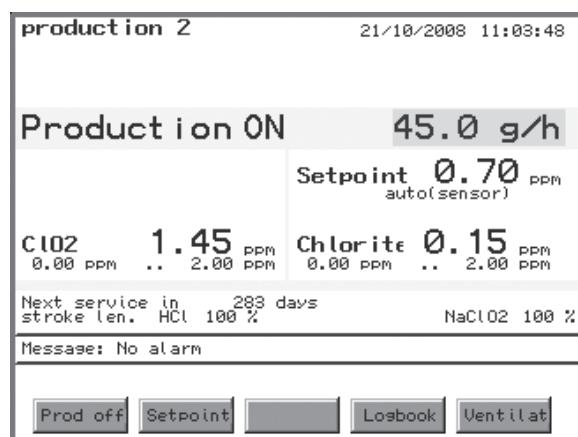 production 2 21/10/2008 11:03:48
Production ON 45.0 g/h
Setpoint 0.70 ppm
auto(sensor)
ClO2 1.45 ppm Chlorite 0.15 ppm
0.00 ppm .. 2.00 ppm 0.00 ppm .. 2.00 ppm
Next service in 283 days
stroke len. HCl 100 % NaClO2 100 %
Message: No alarm
Prod off Setpoint Logbook Ventilat